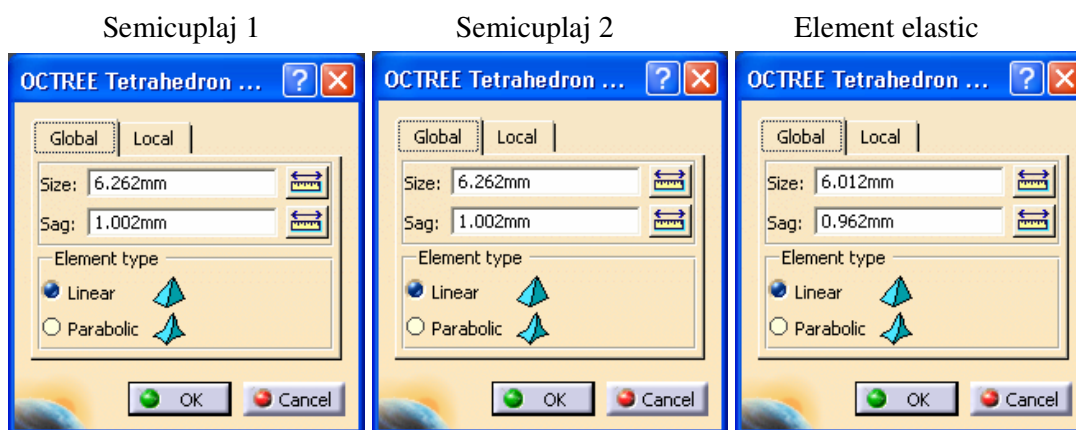 Semicuplaj 1
Semicuplaj 2
Element elastic
OCTREE Tetrahedron ...
Global
Local
Size: 6.262mm
Sag: 1.002mm
Element type
Linear
Parabolic
OK
Cancel
OCTREE Tetrahedron ...
Global
Local
Size: 6.262mm
Sag: 1.002mm
Element type
Linear
Parabolic
OK
Cancel
OCTREE Tetrahedron ...
Global
Local
Size: 6.012mm
Sag: 0.962mm
Element type
Linear
Parabolic
OK
Cancel